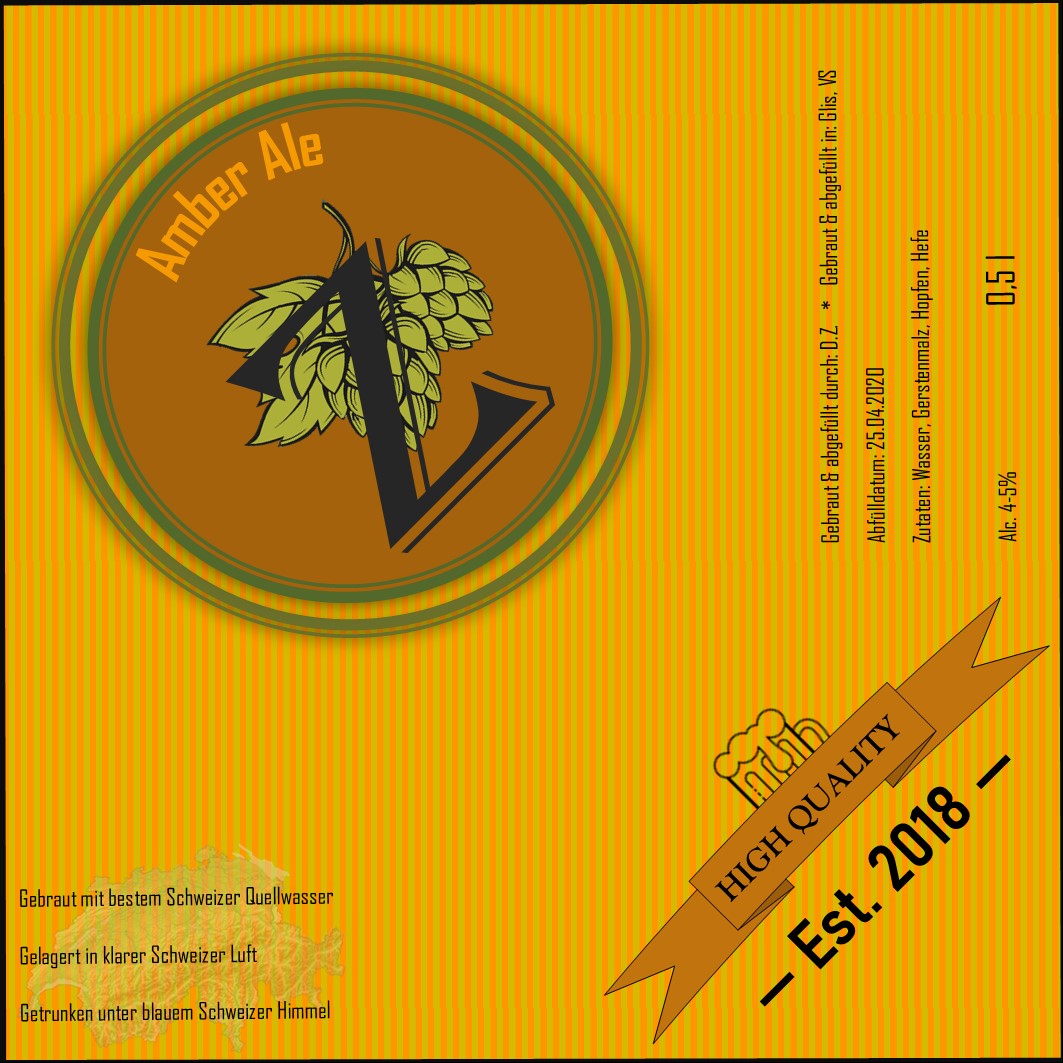 Amber Ale
Z
Gebraut & abgefüllt durch: D.Z * Gebraut & abgefüllt in: Glis, VS
Abfülldatum: 25.04.2020
Zutaten: Wasser, Gerstenmalz, Hopfen, Hefe
Alc. 4-5% 0,5 l
HIGH QUALITY
— Est. 2018 —
Gebraut mit bestem Schweizer Quellwasser
Gelagert in klarer Schweizer Luft
Getrunken unter blauem Schweizer Himmel